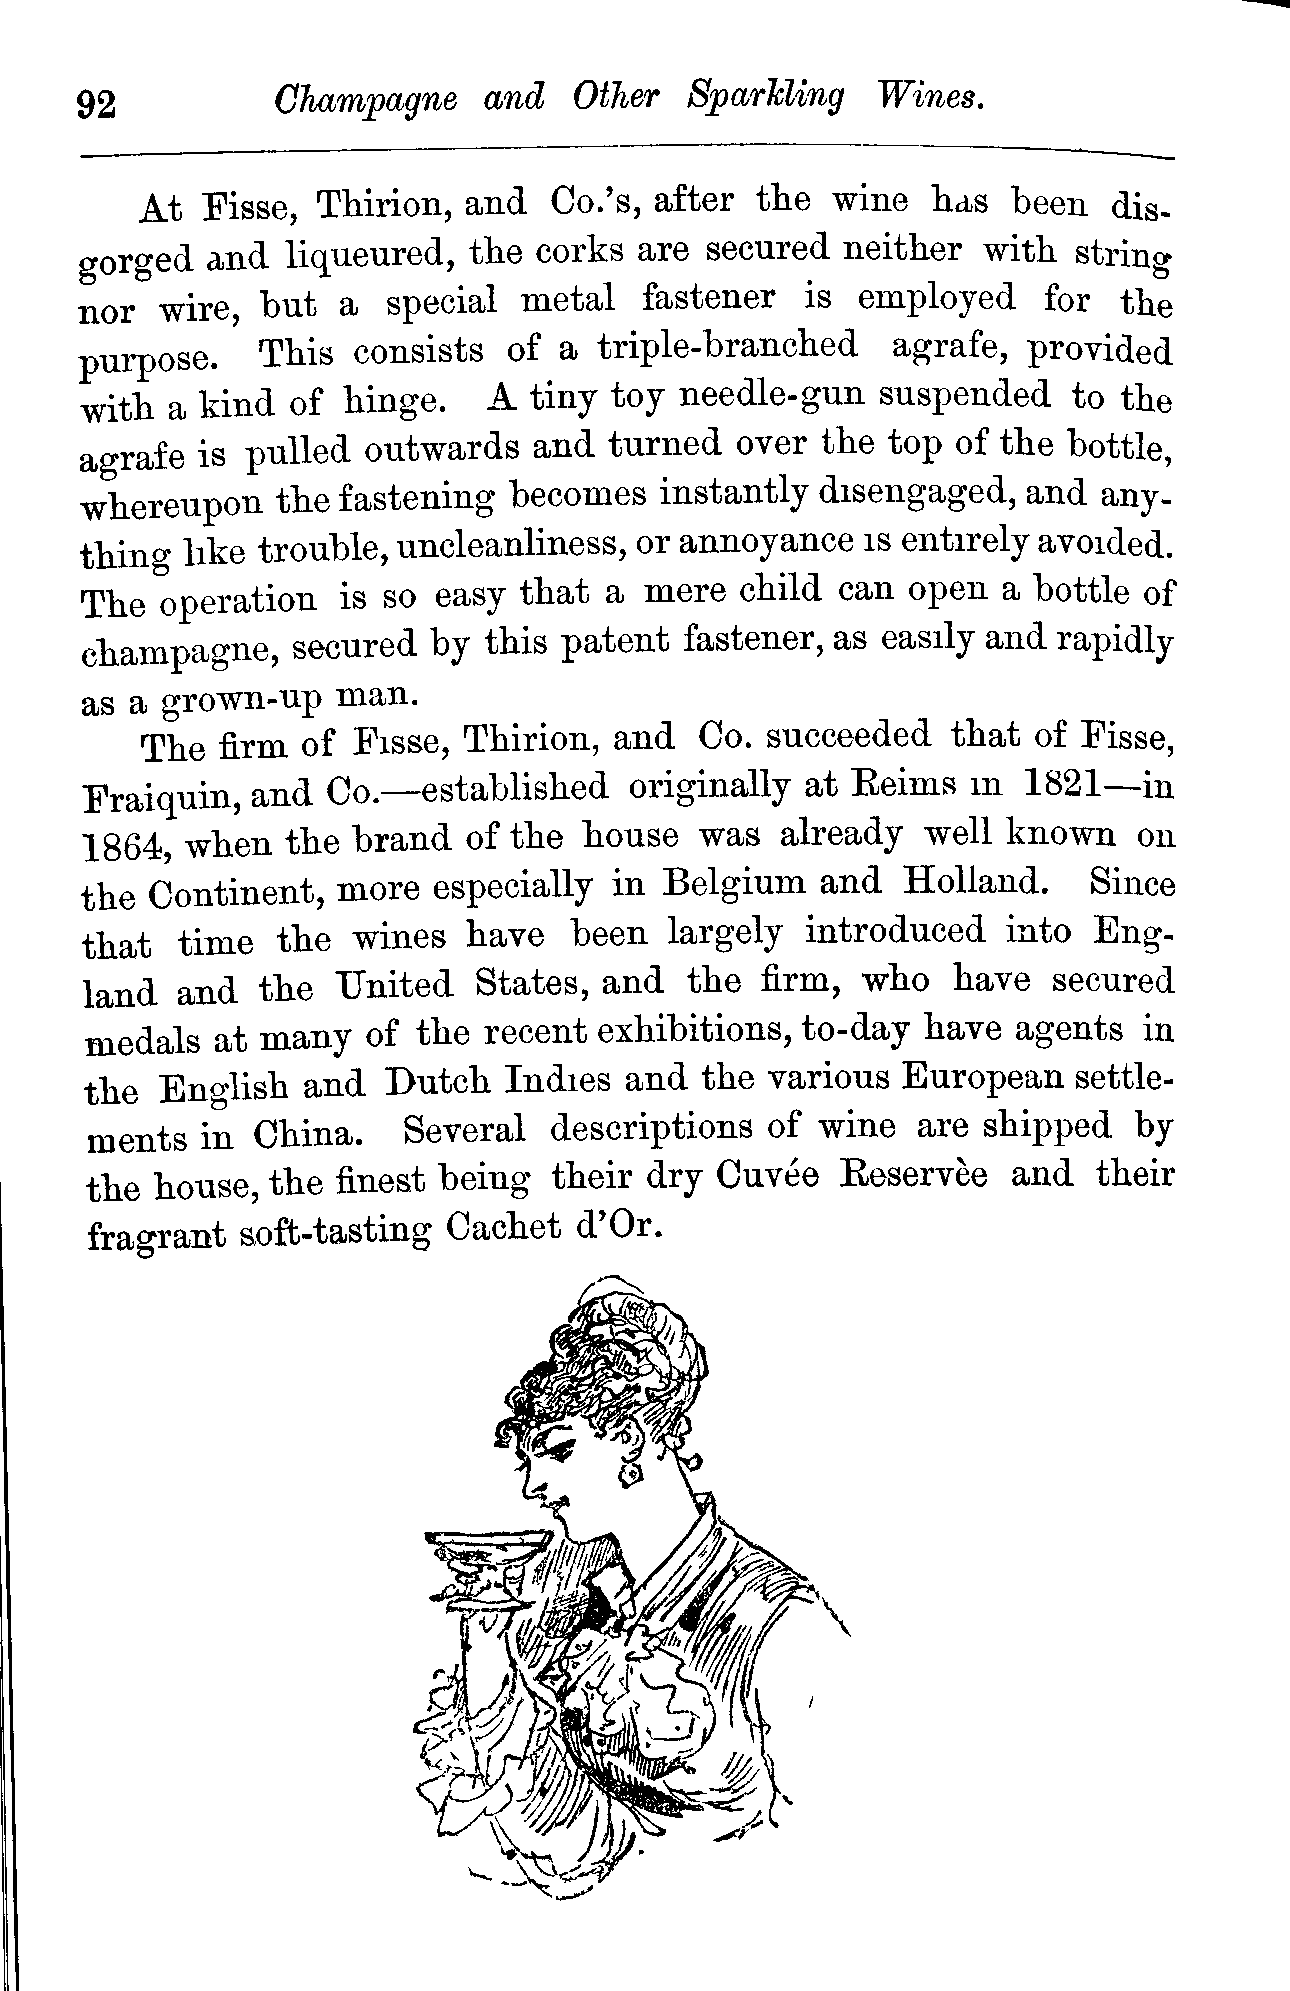 92 Champagne and Other Sparkling Wines.
At Fisse, Thirion, and Co.'s, after the wine has been dis-
gorged and liqueured, the corks are secured neither with string
nor wire, but a special metal fastener is employed for the
purpose. This consists of a triple-branched agrafe, provided
with a kind of hinge. A tiny toy needle-gun suspended to the
agrafe is pulled outwards and turned over the top of the bottle,
whereupon the fastening becomes instantly disengaged, and any-
thing like trouble, uncleanliness, or annoyance is entirely avoided.
The operation is so easy that a mere child can open a bottle of
champagne, secured by this patent fastener, as easily and rapidly
as a grown-up man.
The firm of Fisse, Thirion, and Co. succeeded that of Fisse,
Fraiquin, and Co.—established originally at Reims in 1821—in
1864, when the brand of the house was already well known on
the Continent, more especially in Belgium and Holland. Since
that time the wines have been largely introduced into Eng-
land and the United States, and the firm, who have secured
medals at many of the recent exhibitions, to-day have agents in
the English and Dutch Indies and the various European settle-
ments in China. Several descriptions of wine are shipped by
the house, the finest being their dry Cuvée Reservèe and their
fragrant soft-tasting Cachet d'Or.